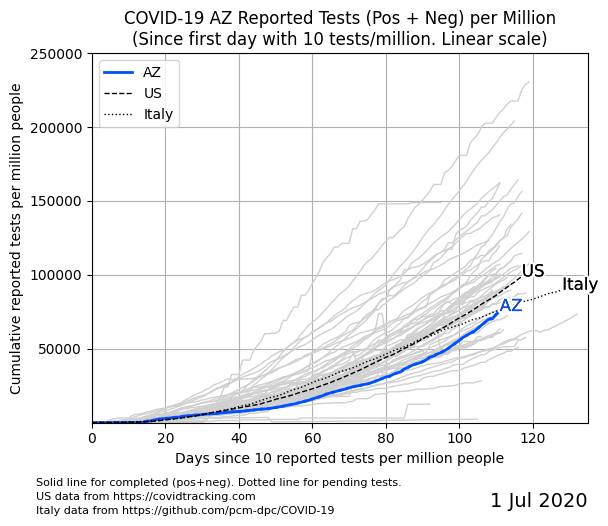 COVID-19 AZ Reported Tests (Pos + Neg) per Million
(Since first day with 10 tests/million. Linear scale)
250000
200000
150000
100000
50000
Cumulative reported tests per million people
AZ
US
Italy
US
Italy
AZ
0 20 40 60 80 100 120
Days since 10 reported tests per million people
Solid line for completed (pos+neg). Dotted line for pending tests.
US data from https://covidtracking.com
Italy data from https://github.com/pcm-dpc/COVID-19
1 Jul 2020